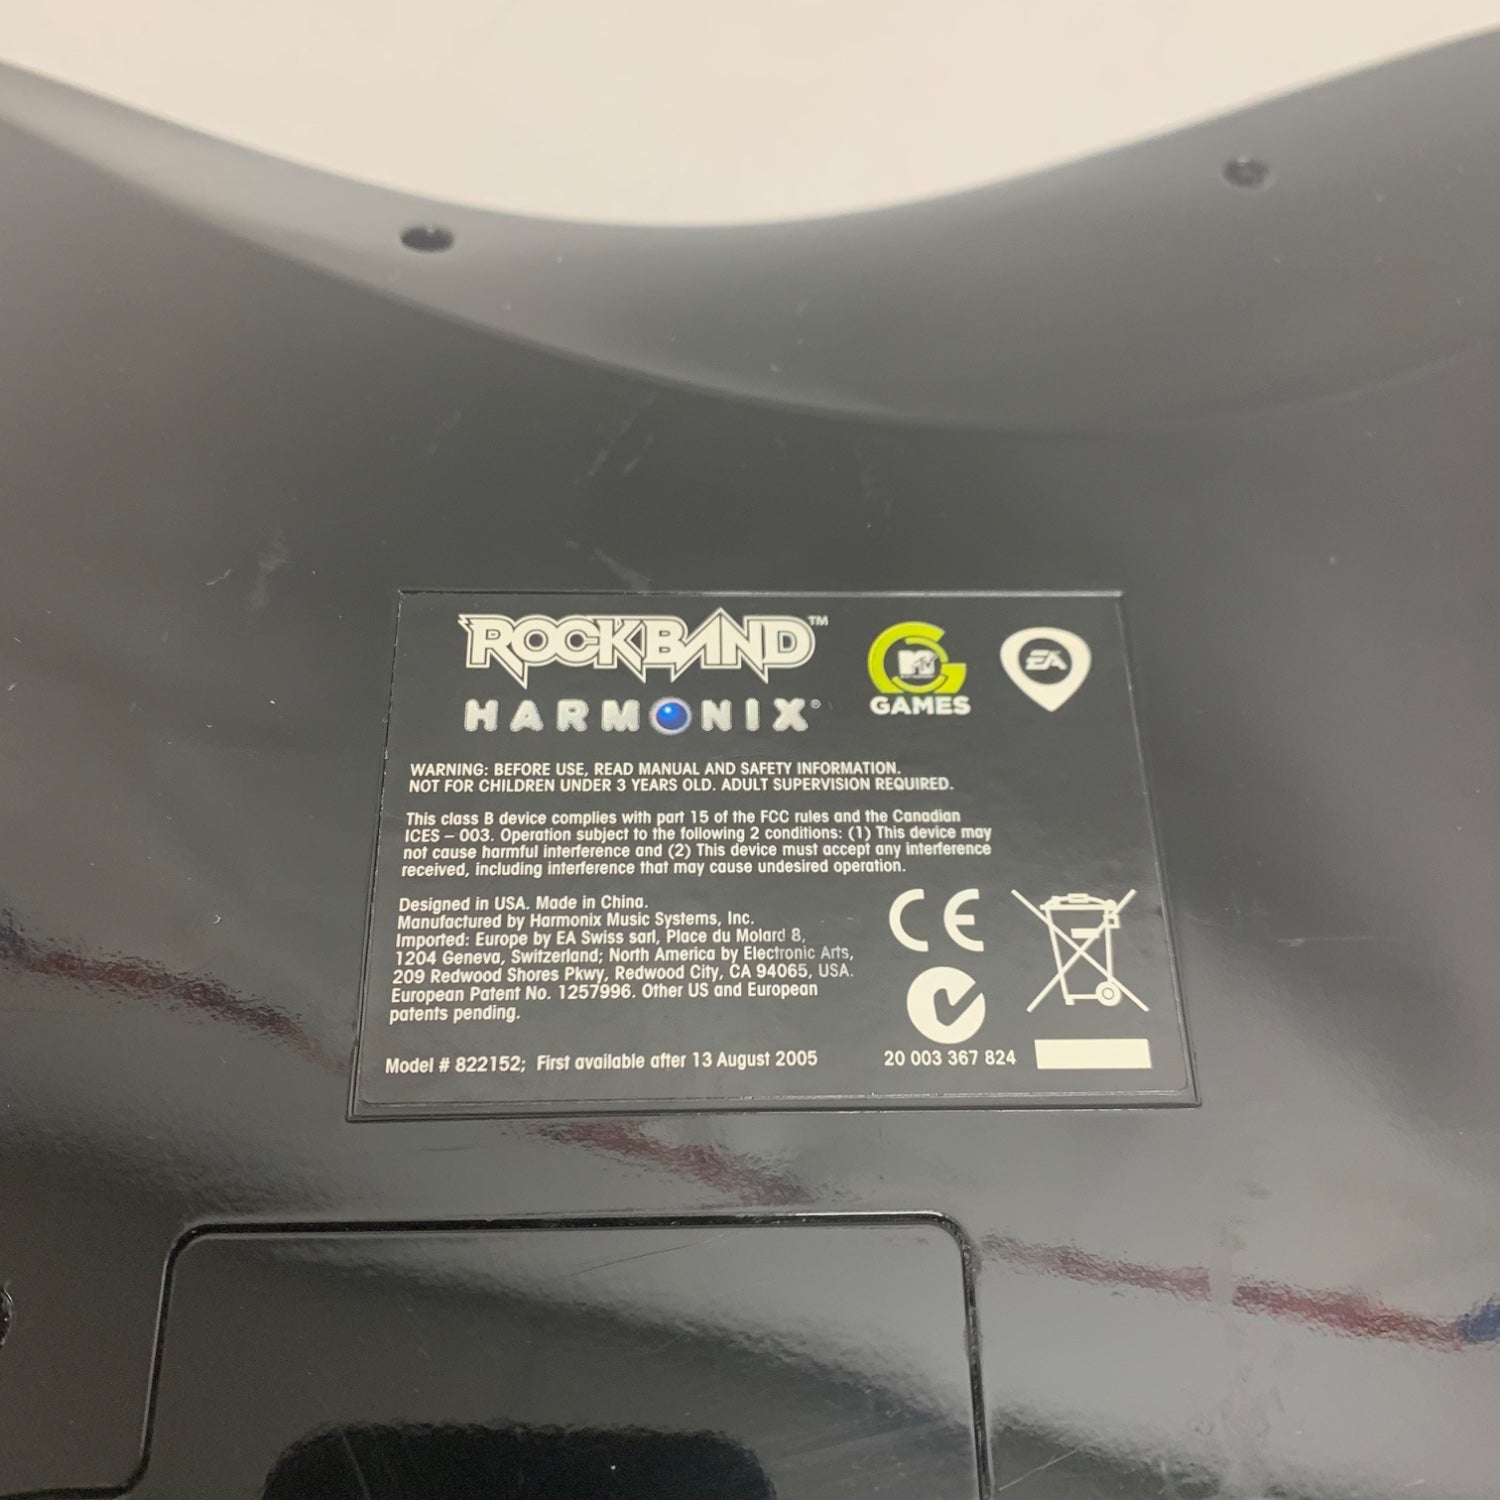 ROCKBAND™
HARMONIX®
MTV
GAMES
EA
WARNING: BEFORE USE, READ MANUAL AND SAFETY INFORMATION.
NOT FOR CHILDREN UNDER 3 YEARS OLD. ADULT SUPERVISION REQUIRED.
This class B device complies with part 15 of the FCC rules and the Canadian
ICES – 003. Operation subject to the following 2 conditions: (1) This device may
not cause harmful interference and (2) This device must accept any interference
received, including interference that may cause undesired operation.
Designed in USA. Made in China.
Manufactured by Harmonix Music Systems, Inc.
Imported: Europe by EA Swiss sarl, Place du Molard 8,
1204 Geneva, Switzerland; North America by Electronic Arts,
209 Redwood Shores Pkwy, Redwood City, CA 94065, USA.
European Patent No. 1257996. Other US and European
patents pending.
CE
Model # 822152; First available after 13 August 2005
20 003 367 824